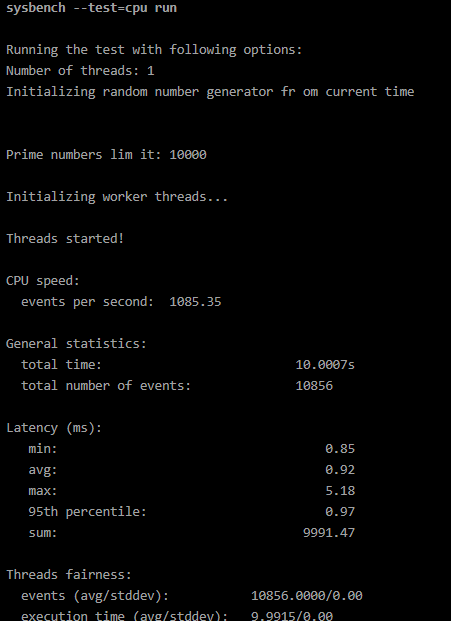 sysbench --test=cpu run
Running the test with following options:
Number of threads: 1
Initializing random number generator fr om current time
Prime numbers lim it: 10000
Initializing worker threads...
Threads started!
CPU speed:
events per second: 1085.35
General statistics:
total time: 10.0007s
total number of events: 10856
Latency (ms):
min: 0.85
avg: 0.92
max: 5.18
95th percentile: 0.97
sum: 9991.47
Threads fairness:
events (avg/stddev): 10856.0000/0.00
execution time (avg/stddev): 9.9915/0.00